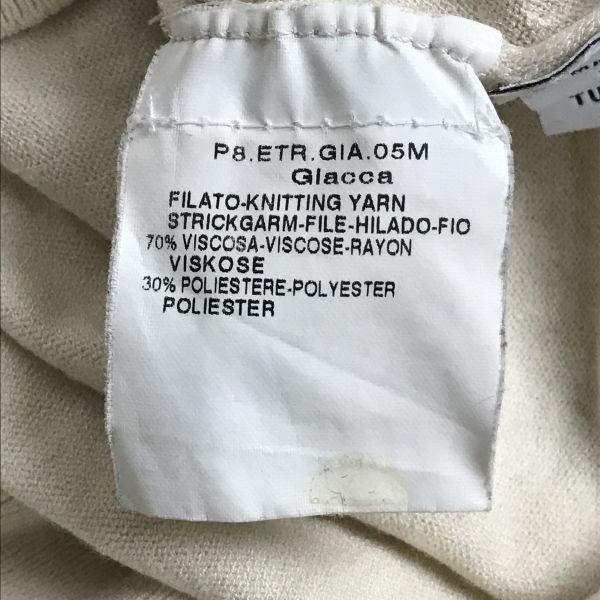 P8.ETR.GIA.05M
Giacca
FILATO-KNITTING YARN
STRICKGARM-FILE-HILADO-FIO
70% VISCOSA-VISCOSE-RAYON
VISKOSE
30% POLIESTERE-POLYESTER
POLIESTER
TU